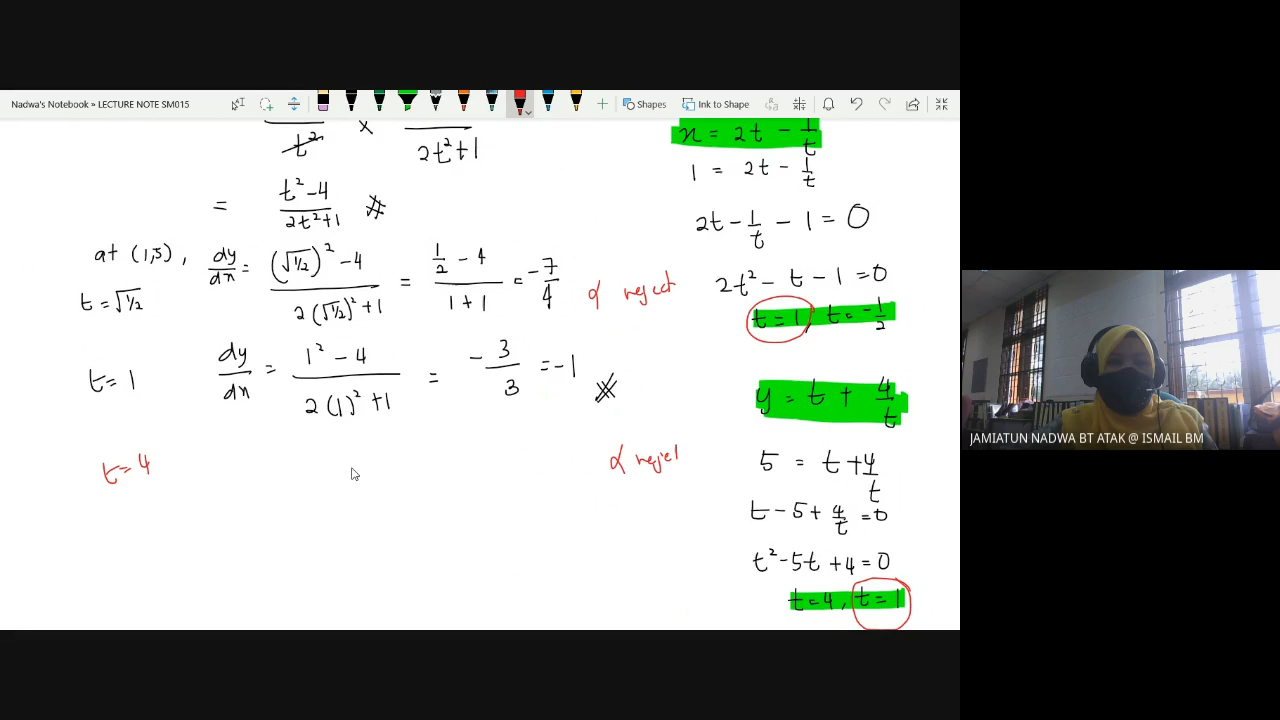 Nadwa's Notebook » LECTURE NOTE SM015
Shapes
Ink to Shape
t² × 2t²+1
= t²-4 / 2t²+1
at (1,5), dy/dx = (√1/2)² -4 / 2(√1/2)² +1 = 1/2 - 4 / 1+1 = -7/4 reject
t = √1/2
t = 1 dy/dx = 1² - 4 / 2(1)² +1 = -3/3 = -1
t = 4
x = 2t - 1/t
1 = 2t - 1/t
2t - 1/t - 1 = 0
2t² - t - 1 = 0
t = 1, t = -1/2
y = t + 4/t
5 = t + 4/t
t - 5 + 4/t = 0
t² - 5t + 4 = 0
t = 4, t = 1
JAMIATUN NADWA BT ATAK @ ISMAIL BM